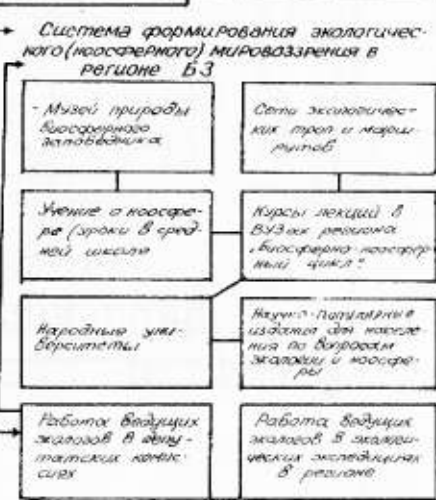 Система формирования экологичес-
кого (ноосферного) мировоззрения в
регионе БЗ
- Музей природы
биосферного
заповедника
Сети экологичес-
ких троп и марш-
рутов
Учение о ноосфе-
ре (уроки в сред-
ней школе
Курсы лекций в
ВУЗах региона
„Биосферно-ноосфер-
ный цикл"
Народные уни-
верситеты
Научно-популярные
издания для населе-
ния по вопросам
экологии и ноосфе-
ры
Работа ведущих
экологов в депу-
татских комис-
сиях
Работа ведущих
экологов в экологи-
ческих экспедициях
в регионе